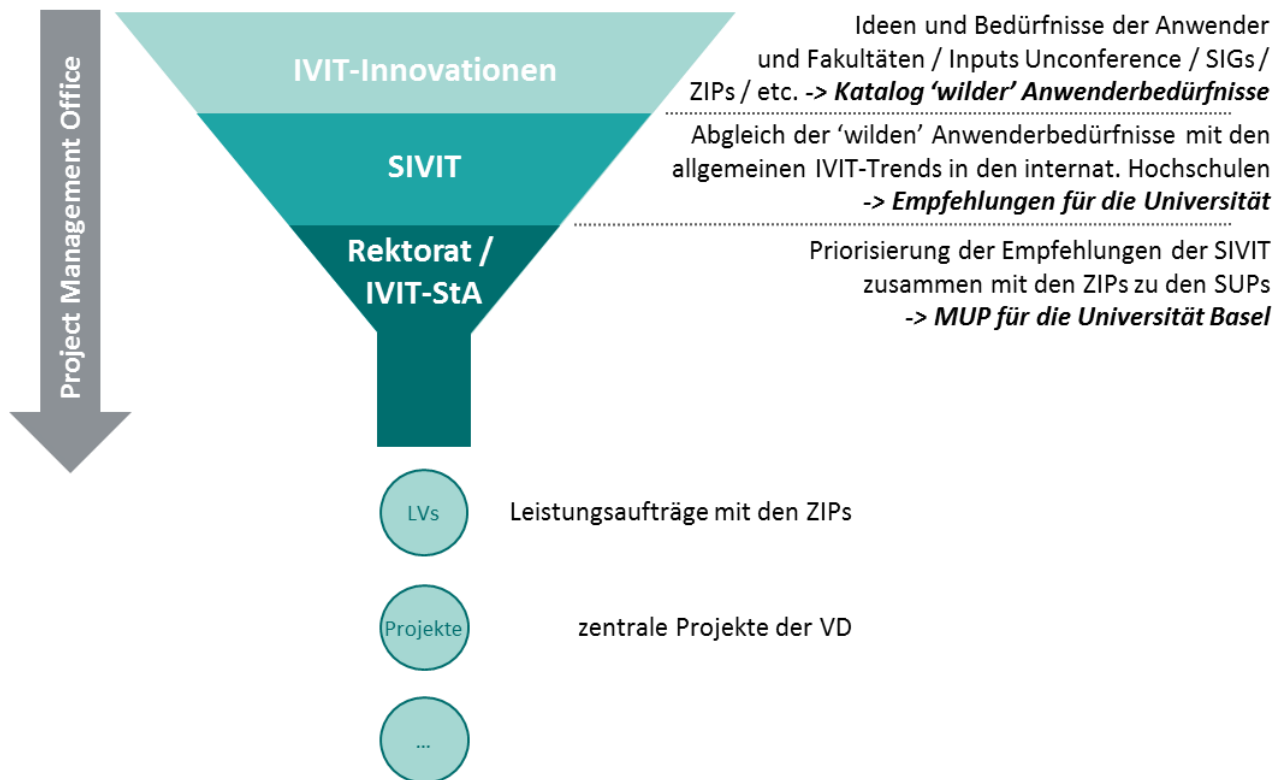 Project Management Office
IVIT-Innovationen
Ideen und Bedürfnisse der Anwender
und Fakultäten / Inputs Unconference / SIGs /
ZIPs / etc. -> Katalog ‘wilder’ Anwenderbedürfnisse
SIVIT
Abgleich der ‘wilden’ Anwenderbedürfnisse mit den
allgemeinen IVIT-Trends in den internat. Hochschulen
-> Empfehlungen für die Universität
Rektorat /
IVIT-StA
Priorisierung der Empfehlungen der SIVIT
zusammen mit den ZIPs zu den SUPs
-> MUP für die Universität Basel
LVs
Leistungsaufträge mit den ZIPs
Projekte
zentrale Projekte der VD
...